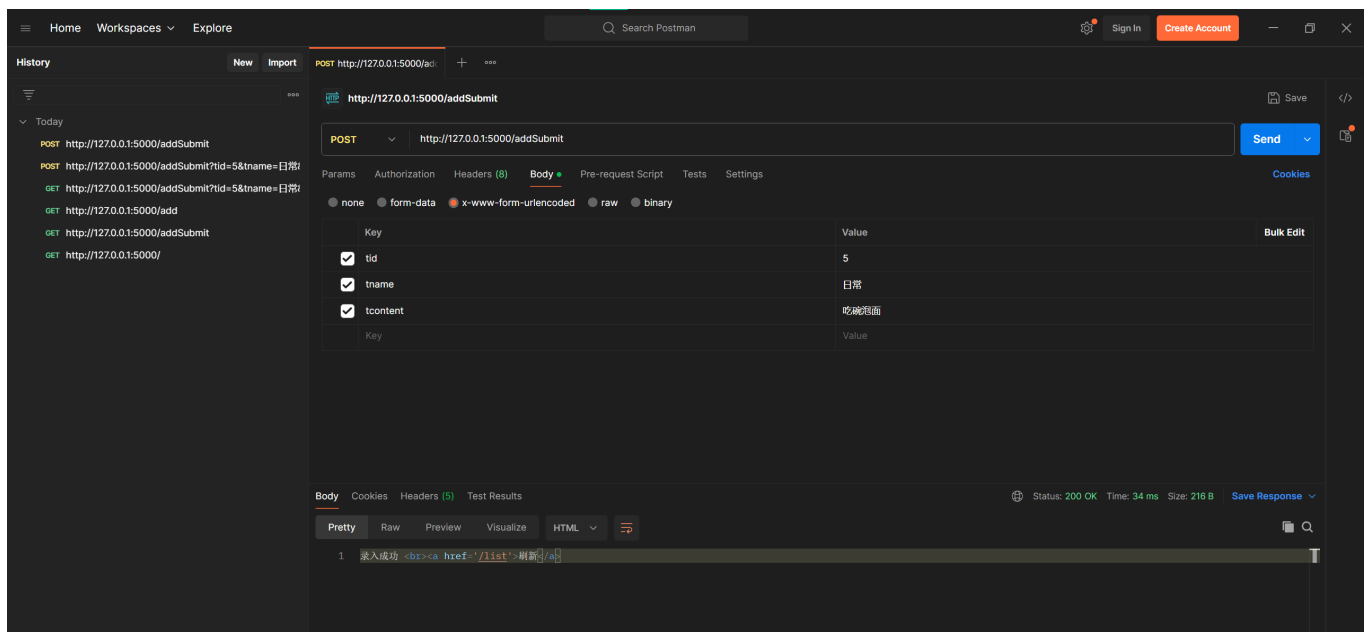 Home Workspaces Explore Search Postman Sign In Create Account
History New Import POST http://127.0.0.1:5000/add
http://127.0.0.1:5000/addSubmit Save
Today
POST http://127.0.0.1:5000/addSubmit
POST http://127.0.0.1:5000/addSubmit?tid=5&tname=日常&
GET http://127.0.0.1:5000/addSubmit?tid=5&tname=日常&
GET http://127.0.0.1:5000/add
GET http://127.0.0.1:5000/addSubmit
GET http://127.0.0.1:5000/
POST http://127.0.0.1:5000/addSubmit Send
Params Authorization Headers (8) Body Pre-request Script Tests Settings Cookies
none form-data x-www-form-urlencoded raw binary
Key Value Bulk Edit
tid 5
tname 日常
tcontent 吃碗泡面
Key Value
Body Cookies Headers (5) Test Results Status: 200 OK Time: 34 ms Size: 216 B Save Response
Pretty Raw Preview Visualize HTML
1 录入成功 <br><a href='/list'>刷新</a>